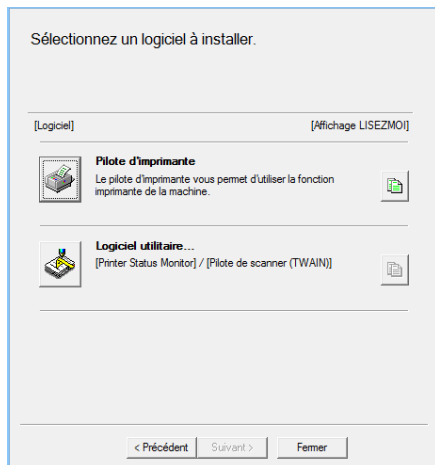 Sélectionnez un logiciel à installer.
[Logiciel] [Affichage LISEZMOI]
Pilote d'imprimante
Le pilote d'imprimante vous permet d'utiliser la fonction
imprimante de la machine.
Logiciel utilitaire...
[Printer Status Monitor] / [Pilote de scanner (TWAIN)]
< Précédent Suivant > Fermer